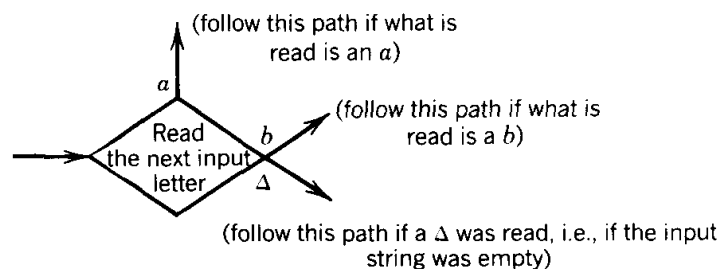 (follow this path if what is
read is an a)
a
(follow this path if what is
read is a b)
Read
the next input
letter
b
Δ
(follow this path if a Δ was read, i.e., if the input
string was empty)